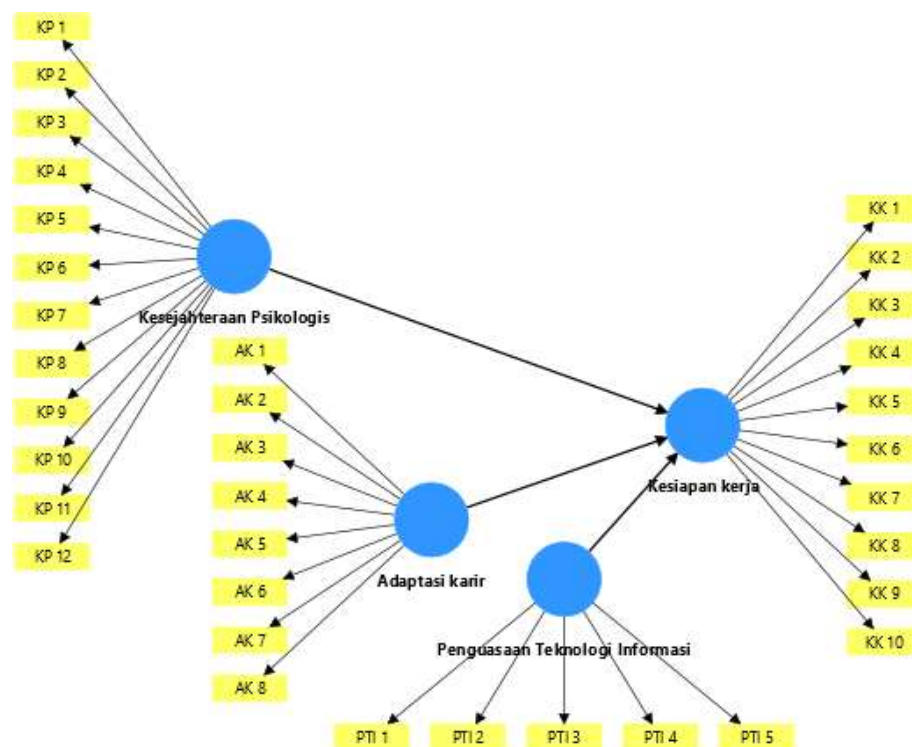 KP 1
KP 2
KP 3
KP 4
KP 5
KP 6
KP 7
KP 8
KP 9
KP 10
KP 11
KP 12
Kesejahteraan Psikologis
AK 1
AK 2
AK 3
AK 4
AK 5
AK 6
AK 7
AK 8
Adaptasi karir
Penguasaan Teknologi Informasi
PTI 1
PTI 2
PTI 3
PTI 4
PTI 5
Kesiapan kerja
KK 1
KK 2
KK 3
KK 4
KK 5
KK 6
KK 7
KK 8
KK 9
KK 10